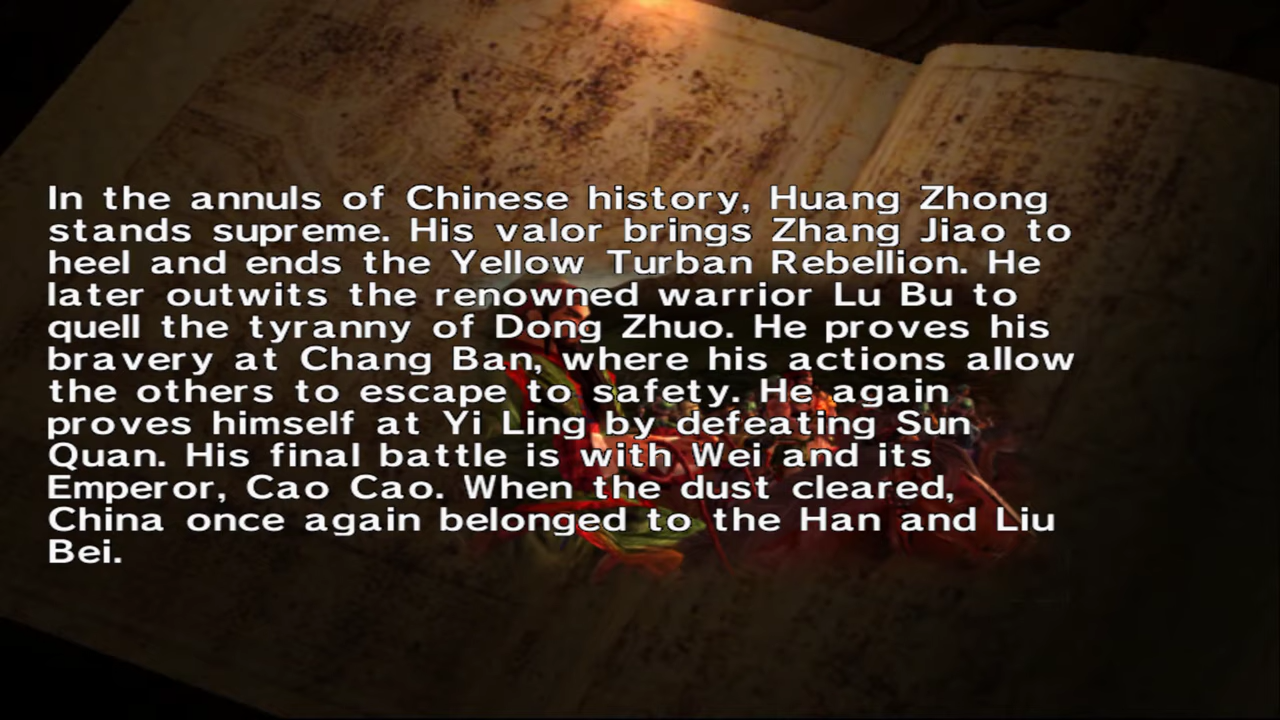 In the annuls of Chinese history, Huang Zhong
stands supreme. His valor brings Zhang Jiao to
heel and ends the Yellow Turban Rebellion. He
later outwits the renowned warrior Lu Bu to
quell the tyranny of Dong Zhuo. He proves his
bravery at Chang Ban, where his actions allow
the others to escape to safety. He again
proves himself at Yi Ling by defeating Sun
Quan. His final battle is with Wei and its
Emperor, Cao Cao. When the dust cleared,
China once again belonged to the Han and Liu
Bei.